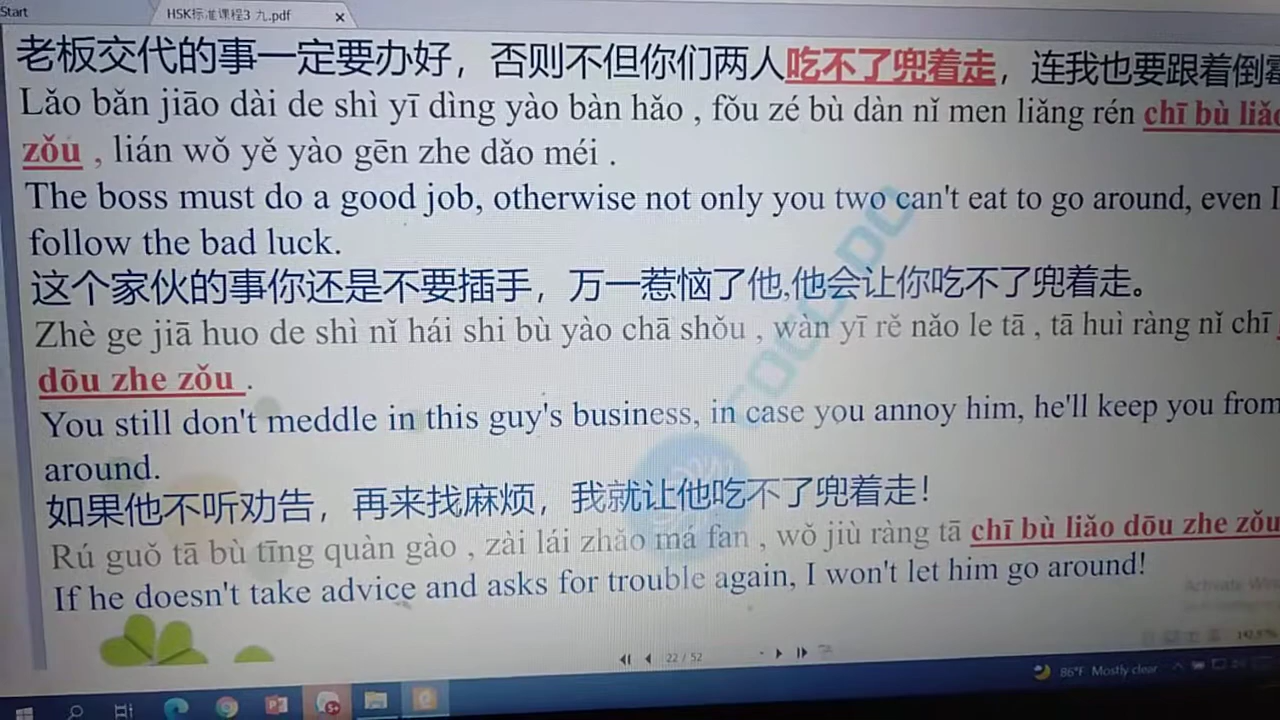 Start
HSK标准课程3 九.pdf
老板交代的事一定要办好，否则不但你们两人吃不了兜着走，连我也要跟着倒霉
Lǎo bǎn jiāo dài de shì yī dìng yào bàn hǎo , fǒu zé bù dàn nǐ men liǎng rén chī bù liǎo
zǒu , lián wǒ yě yào gēn zhe dǎo méi .
The boss must do a good job, otherwise not only you two can't eat to go around, even I
follow the bad luck.
这个家伙的事你还是不要插手，万一惹恼了他,他会让你吃不了兜着走。
Zhè ge jiā huo de shì nǐ hái shi bù yào chā shǒu , wàn yī rě nǎo le tā , tā huì ràng nǐ chī
dōu zhe zǒu .
You still don't meddle in this guy's business, in case you annoy him, he'll keep you from
around.
如果他不听劝告，再来找麻烦，我就让他吃不了兜着走！
Rú guǒ tā bù tīng quàn gào , zài lái zhǎo má fan , wǒ jiù ràng tā chī bù liǎo dōu zhe zǒu
If he doesn't take advice and asks for trouble again, I won't let him go around!
22 / 52
86°F Mostly clear